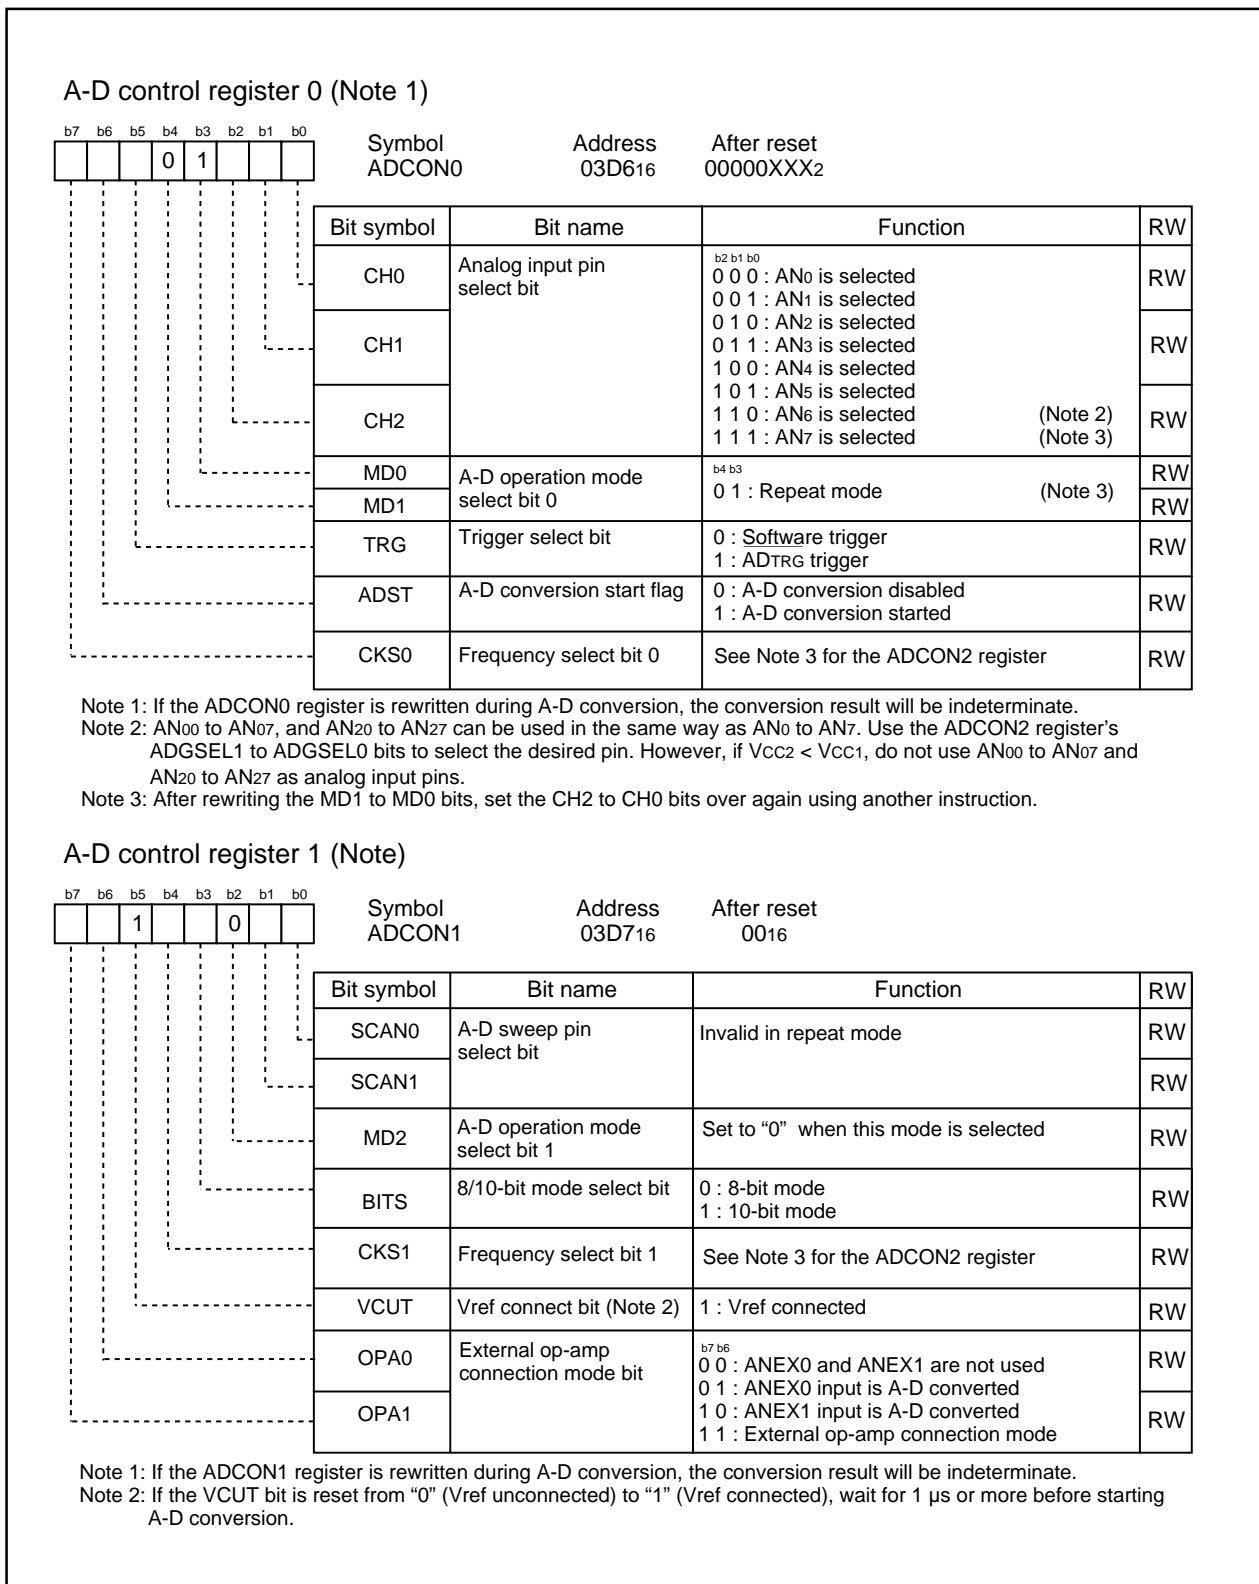 A-D control register 0 (Note 1)
b7 b6 b5 b4 b3 b2 b1 b0
0 1
Symbol Address After reset
ADCON0 03D616 00000XXX2
Bit symbol Bit name Function RW
CH0 Analog input pin select bit RW
b2 b1 b0
0 0 0 : AN0 is selected
0 0 1 : AN1 is selected
0 1 0 : AN2 is selected
CH1 0 1 1 : AN3 is selected RW
1 0 0 : AN4 is selected
1 0 1 : AN5 is selected
CH2 1 1 0 : AN6 is selected (Note 2) RW
1 1 1 : AN7 is selected (Note 3)
MD0 A-D operation mode select bit 0 RW
b4 b3
0 1 : Repeat mode (Note 3)
MD1 RW
TRG Trigger select bit 0 : Software trigger RW
1 : ADTRG trigger
ADST A-D conversion start flag 0 : A-D conversion disabled RW
1 : A-D conversion started
CKS0 Frequency select bit 0 See Note 3 for the ADCON2 register RW
Note 1: If the ADCON0 register is rewritten during A-D conversion, the conversion result will be indeterminate.
Note 2: AN00 to AN07, and AN20 to AN27 can be used in the same way as AN0 to AN7. Use the ADCON2 register's
ADGSEL1 to ADGSEL0 bits to select the desired pin. However, if VCC2 < VCC1, do not use AN00 to AN07 and
AN20 to AN27 as analog input pins.
Note 3: After rewriting the MD1 to MD0 bits, set the CH2 to CH0 bits over again using another instruction.
A-D control register 1 (Note)
b7 b6 b5 b4 b3 b2 b1 b0
1 0
Symbol Address After reset
ADCON1 03D716 0016
Bit symbol Bit name Function RW
SCAN0 A-D sweep pin select bit Invalid in repeat mode RW
SCAN1 RW
MD2 A-D operation mode select bit 1 Set to “0” when this mode is selected RW
BITS 8/10-bit mode select bit 0 : 8-bit mode RW
1 : 10-bit mode
CKS1 Frequency select bit 1 See Note 3 for the ADCON2 register RW
VCUT Vref connect bit (Note 2) 1 : Vref connected RW
OPA0 External op-amp connection mode bit RW
b7 b6
0 0 : ANEX0 and ANEX1 are not used
0 1 : ANEX0 input is A-D converted
OPA1 1 0 : ANEX1 input is A-D converted RW
1 1 : External op-amp connection mode
Note 1: If the ADCON1 register is rewritten during A-D conversion, the conversion result will be indeterminate.
Note 2: If the VCUT bit is reset from “0” (Vref unconnected) to “1” (Vref connected), wait for 1 µs or more before starting
A-D conversion.